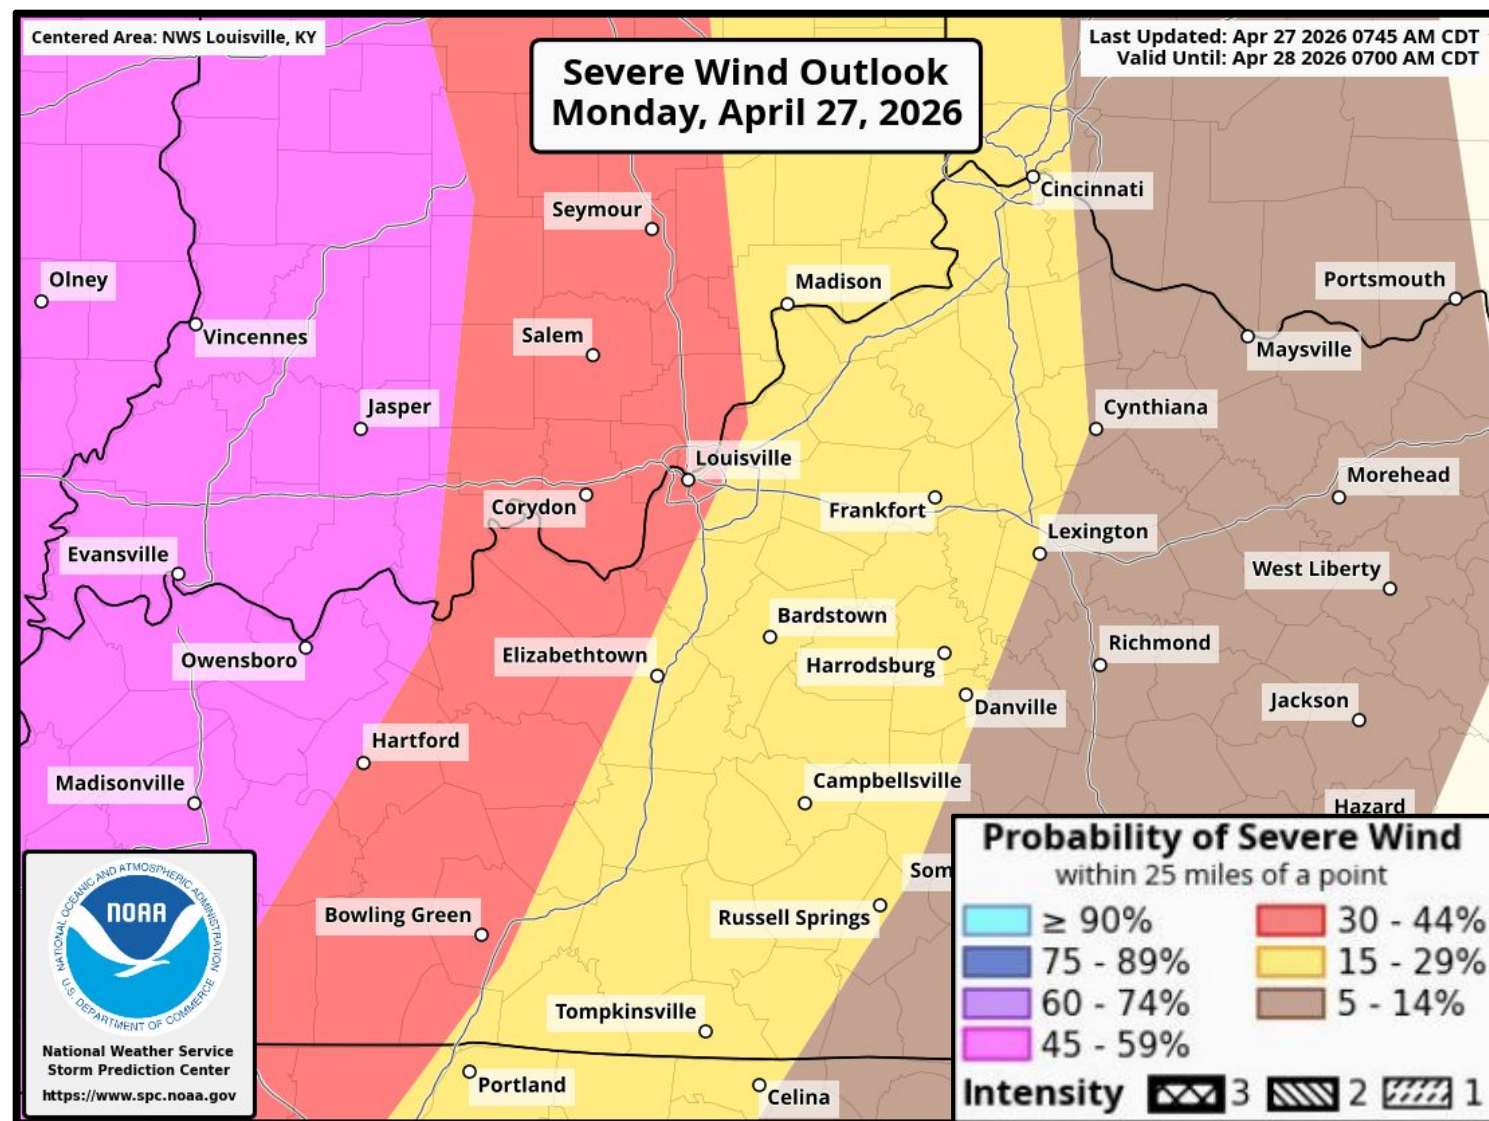 Centered Area: NWS Louisville, KY
Last Updated: Apr 27 2026 0745 AM CDT
Valid Until: Apr 28 2026 0700 AM CDT
Severe Wind Outlook
Monday, April 27, 2026
Cincinnati
Seymour
Olney
Madison
Portsmouth
Vincennes
Salem
Maysville
Jasper
Cynthiana
Louisville
Morehead
Corydon
Frankfort
Lexington
Evansville
West Liberty
Bardstown
Owensboro
Elizabethtown
Harrodsburg
Richmond
Danville
Jackson
Hartford
Madisonville
Campbellsville
Hazard
Som
Bowling Green
Russell Springs
Tompkinsville
Portland
Celina
NATIONAL OCEANIC AND ATMOSPHERIC ADMINISTRATION
NOAA
U.S. DEPARTMENT OF COMMERCE
National Weather Service
Storm Prediction Center
https://www.spc.noaa.gov
Probability of Severe Wind
within 25 miles of a point
≥ 90%
30 - 44%
75 - 89%
15 - 29%
60 - 74%
5 - 14%
45 - 59%
Intensity 3 2 1